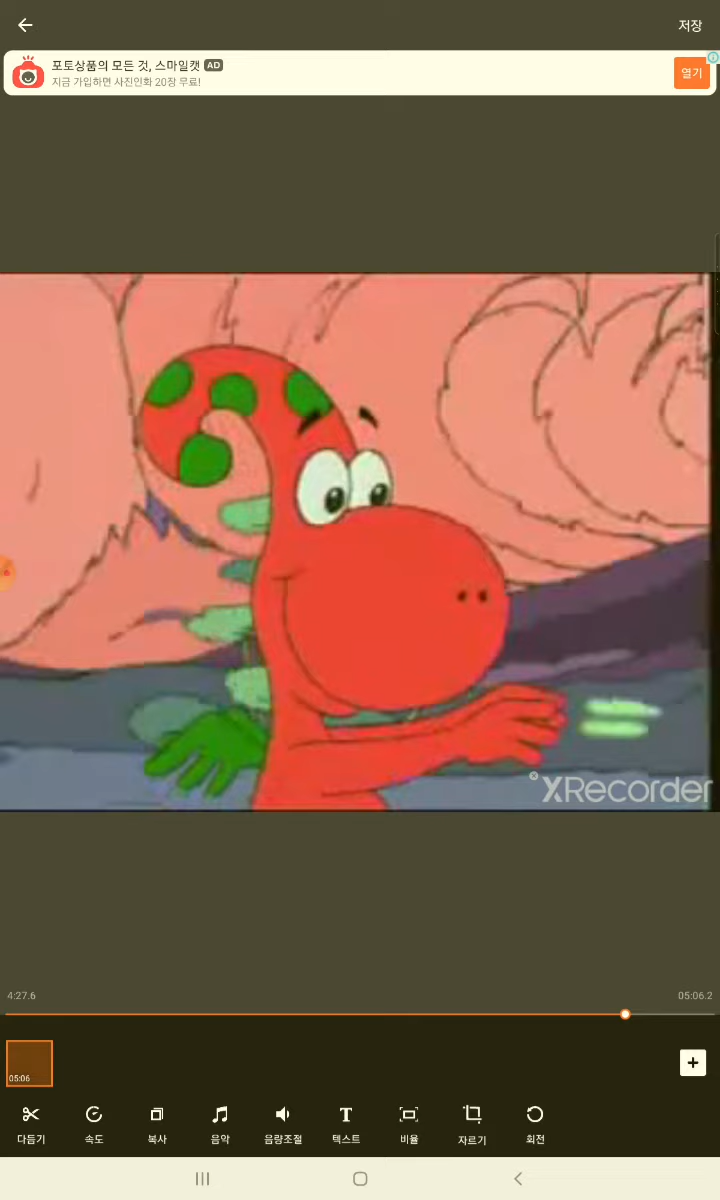 저장
포토상품의 모든 것, 스마일캣 AD
지금 가입하면 사진인화 20장 무료!
열기
XRecorder
4:27.6
05:06.2
05:06
다듬기
속도
복사
음악
음량조절
텍스트
비율
자르기
회전